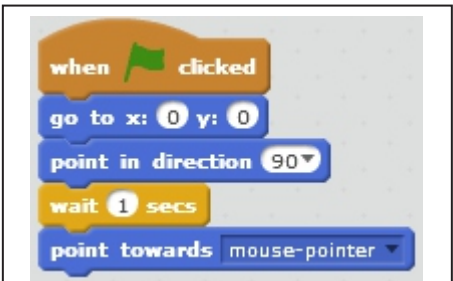 when clicked
go to x: 0 y: 0
point in direction 90
wait 1 secs
point towards mouse-pointer